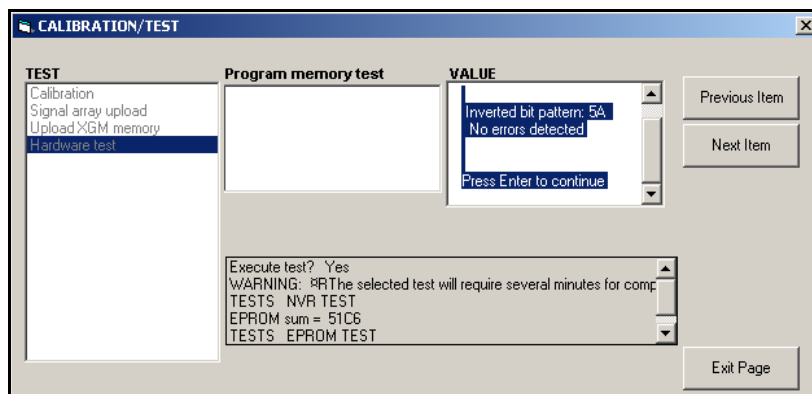 CALIBRATION/TEST
TEST
Calibration
Signal array upload
Upload XGM memory
Hardware test
Program memory test
VALUE
Inverted bit pattern: 5A
No errors detected
Press Enter to continue
Previous Item
Next Item
Execute test? Yes
WARNING: ¤RThe selected test will require several minutes for comp
TESTS NVR TEST
EPROM sum = 51C6
TESTS EPROM TEST
Exit Page